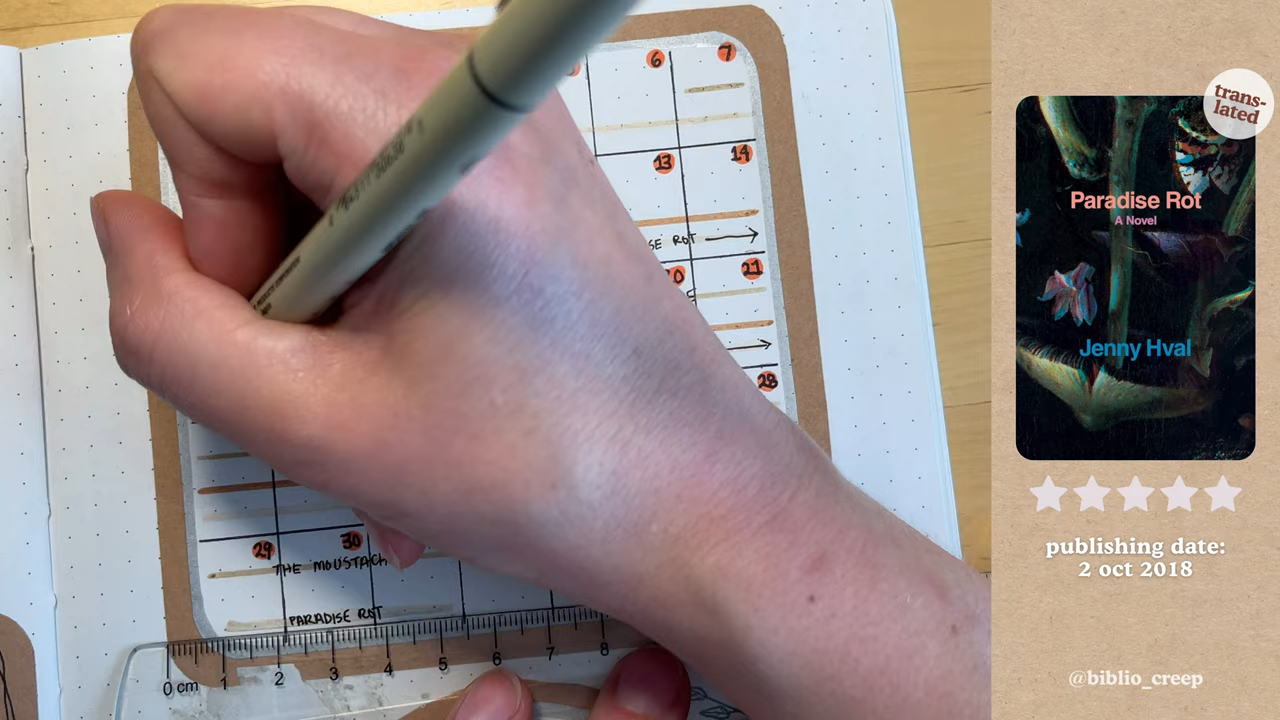 6
7
13
14
SE ROT
20
21
28
29
30
THE MOUSTACH
PARADISE ROT
0 cm 1 2 3 4 5 6 7 8
trans-
lated
Paradise Rot
A Novel
Jenny Hval
publishing date:
2 oct 2018
@biblio_creep